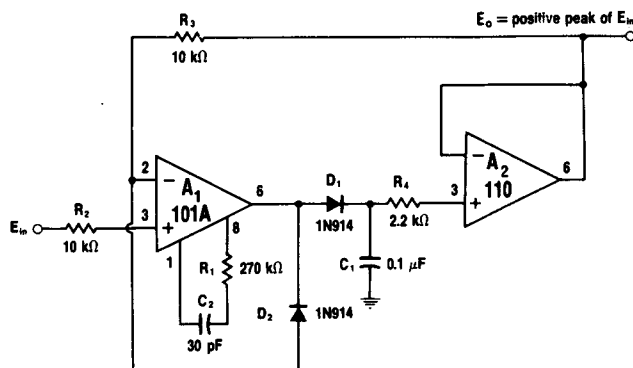 R3
10 kΩ
Eo = positive peak of Ein
2
−
A1
101A
6
3
+
8
1
Ein
R2
10 kΩ
R1
270 kΩ
C2
30 pF
D1
1N914
R4
2.2 kΩ
C1
0.1 μF
D2
1N914
−
A2
110
6
3
+